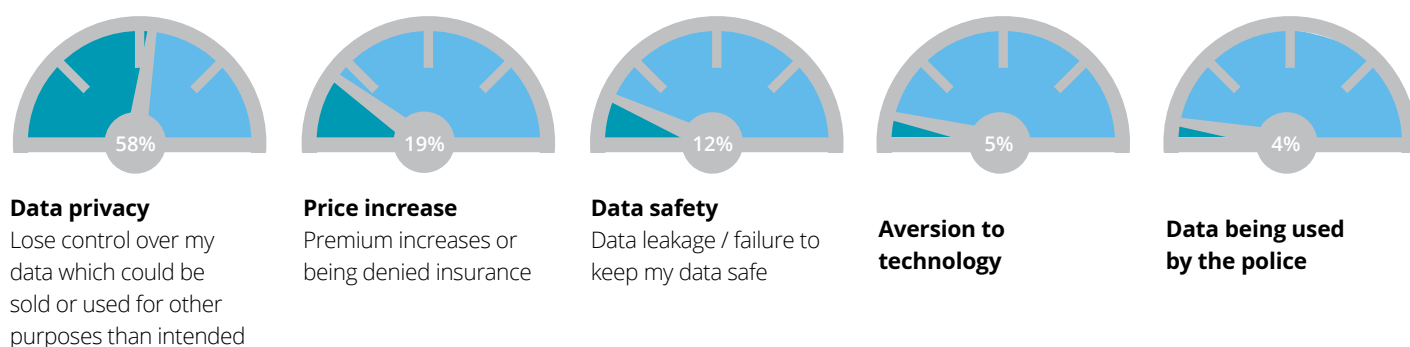 58%
19%
12%
5%
4%
Data privacy
Lose control over my
data which could be
sold or used for other
purposes than intended
Price increase
Premium increases or
being denied insurance
Data safety
Data leakage / failure to
keep my data safe
Aversion to
technology
Data being used
by the police